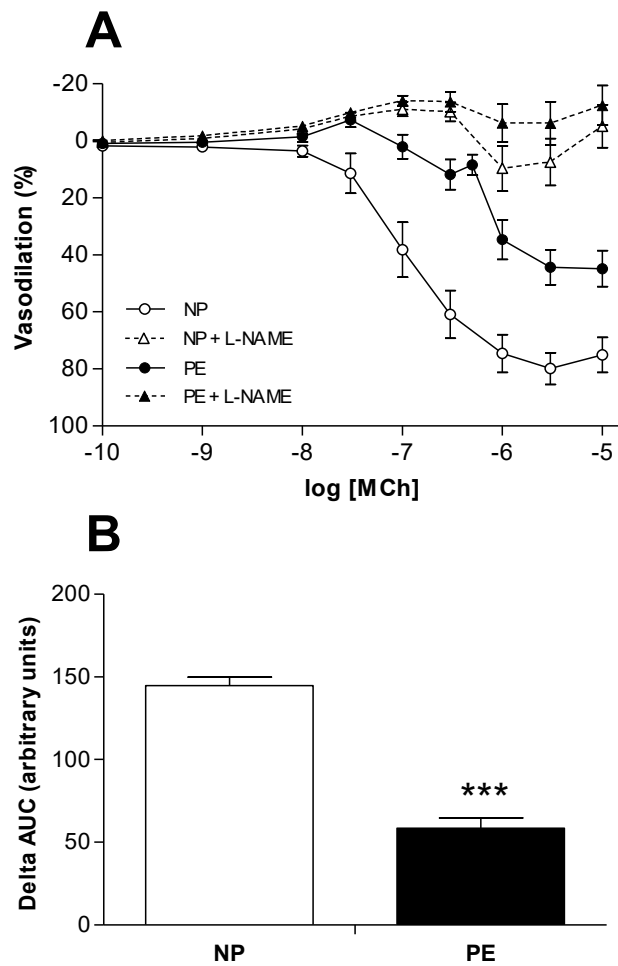 A
-20
0
20
40
60
80
100
Vasodilation (%)
NP
NP + L-NAME
PE
PE + L-NAME
-10 -9 -8 -7 -6 -5
log [MCh]
B
200
150
100
50
0
Delta AUC (arbitrary units)
***
NP PE